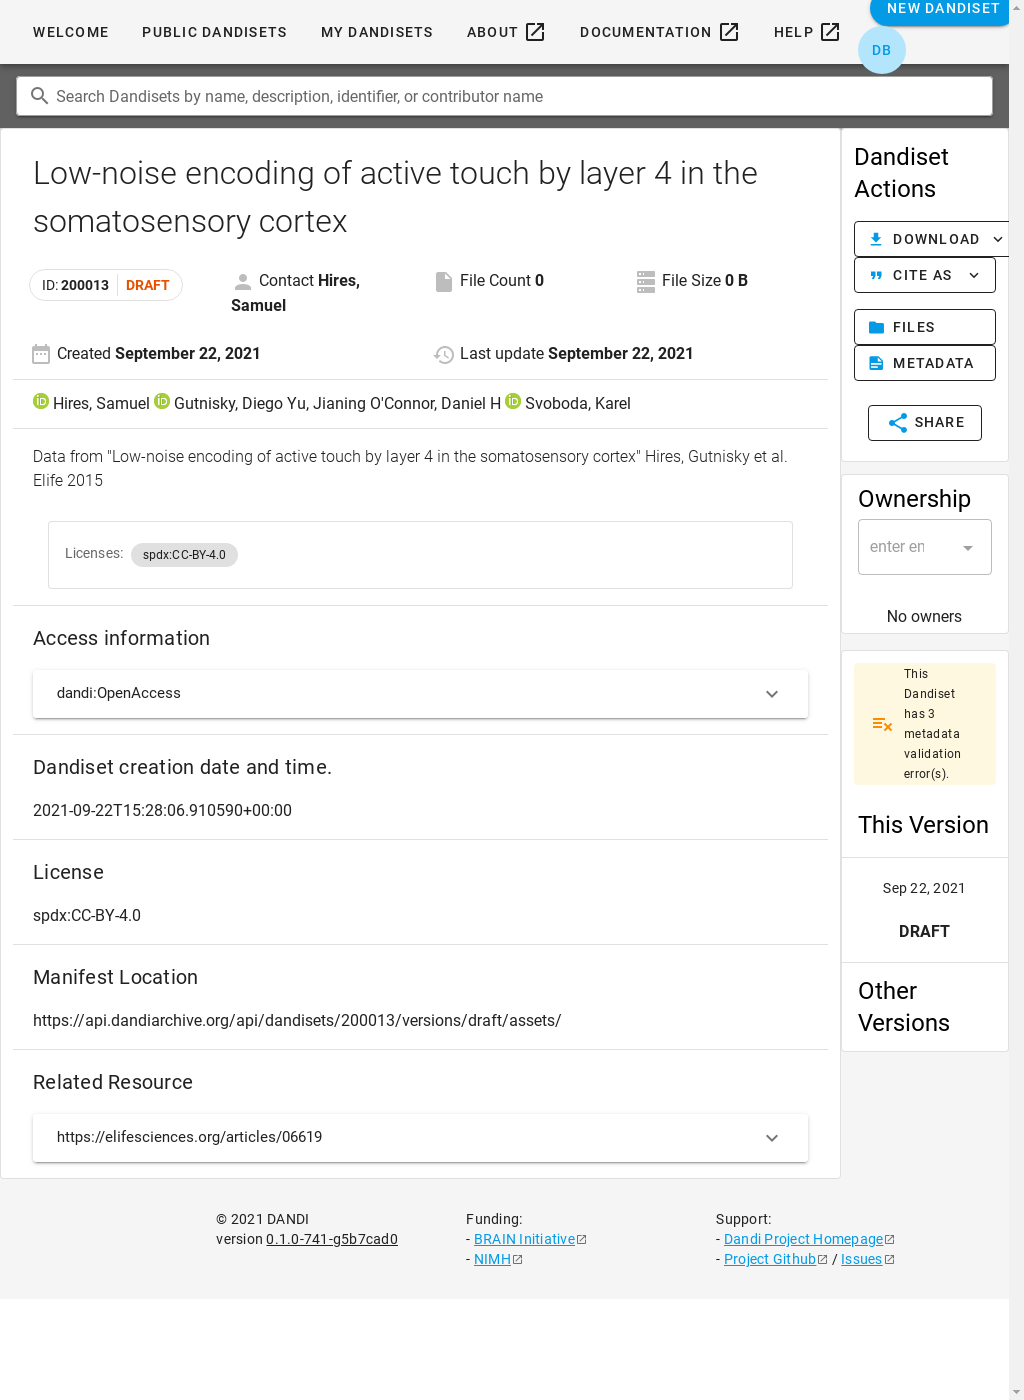 WELCOME PUBLIC DANDISETS MY DANDISETS ABOUT DOCUMENTATION HELP NEW DANDISET
DB
Search Dandisets by name, description, identifier, or contributor name
Low-noise encoding of active touch by layer 4 in the
somatosensory cortex
ID: 200013 DRAFT
Contact Hires,
Samuel
File Count 0
File Size 0 B
Created September 22, 2021
Last update September 22, 2021
iD Hires, Samuel iD Gutnisky, Diego Yu, Jianing O'Connor, Daniel H iD Svoboda, Karel
Data from "Low-noise encoding of active touch by layer 4 in the somatosensory cortex" Hires, Gutnisky et al.
Elife 2015
Licenses: spdx:CC-BY-4.0
Access information
dandi:OpenAccess
Dandiset creation date and time.
2021-09-22T15:28:06.910590+00:00
License
spdx:CC-BY-4.0
Manifest Location
https://api.dandiarchive.org/api/dandisets/200013/versions/draft/assets/
Related Resource
https://elifesciences.org/articles/06619
Dandiset
Actions
DOWNLOAD
CITE AS
FILES
METADATA
SHARE
Ownership
enter en
No owners
This
Dandiset
has 3
metadata
validation
error(s).
This Version
Sep 22, 2021
DRAFT
Other
Versions
© 2021 DANDI
version 0.1.0-741-g5b7cad0
Funding:
- BRAIN Initiative
- NIMH
Support:
- Dandi Project Homepage
- Project Github / Issues